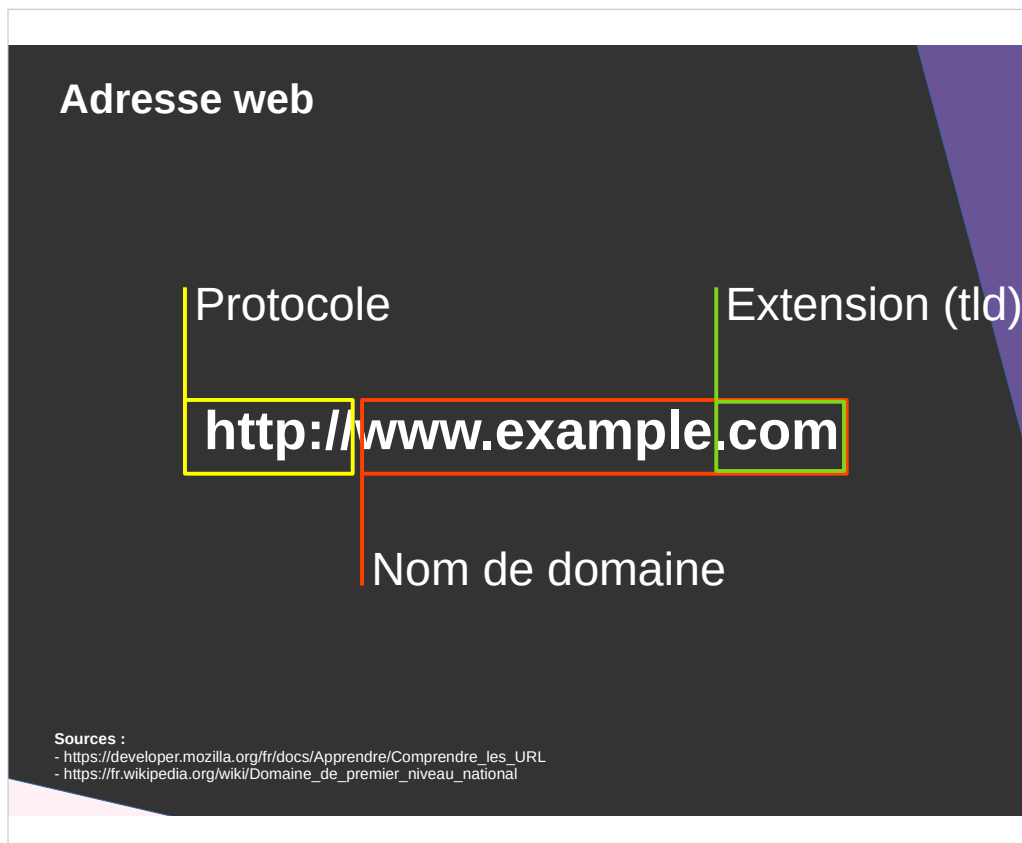 Adresse web
Protocole
Extension (tld)
http://www.example.com
Nom de domaine
Sources :
- https://developer.mozilla.org/fr/docs/Apprendre/Comprendre_les_URL
- https://fr.wikipedia.org/wiki/Domaine_de_premier_niveau_national